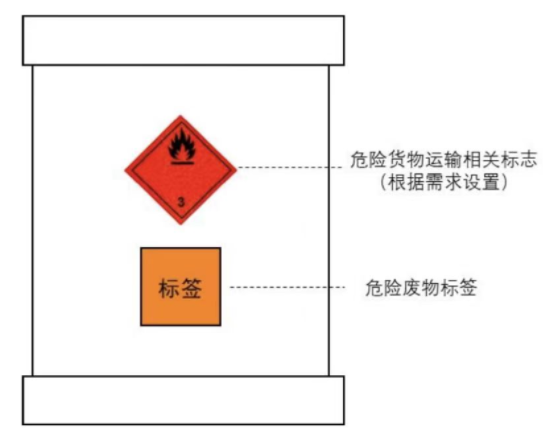 危险货物运输相关标志
（根据需求设置）
3
标签
危险废物标签